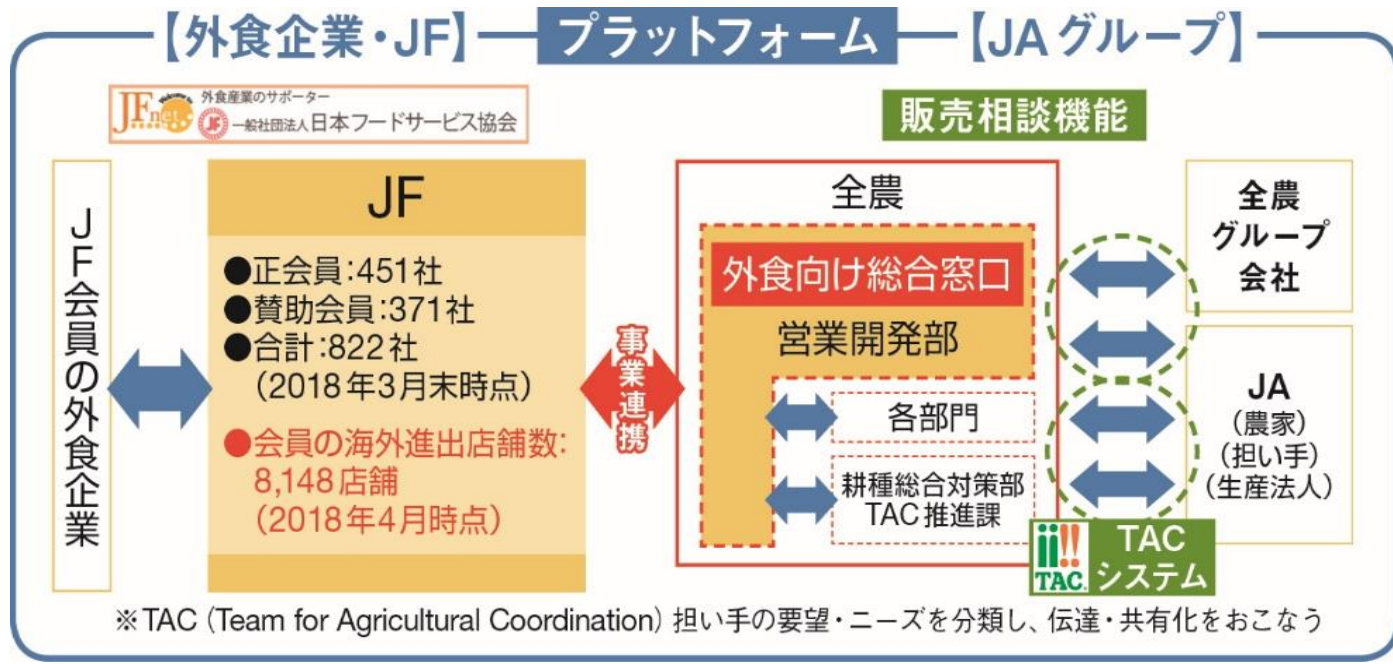 【外食企業・JF】
プラットフォーム
【JAグループ】
JFnet
外食産業のサポーター
JF
一般社団法人日本フードサービス協会
販売相談機能
JF会員の外食企業
JF
●正会員：451社
●賛助会員：371社
●合計：822社
（2018年3月末時点）
●会員の海外進出店舗数：
8,148店舗
（2018年4月時点）
事業連携
全農
外食向け総合窓口
営業開発部
各部門
耕種総合対策部
TAC推進課
全農
グループ
会社
JA
（農家）
（担い手）
（生産法人）
TAC
TAC
システム
※TAC（Team for Agricultural Coordination）担い手の要望・ニーズを分類し、伝達・共有化をおこなう